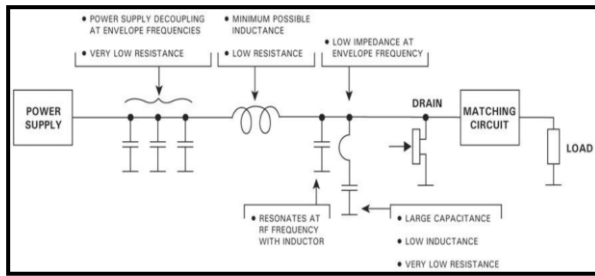 • POWER SUPPLY DECOUPLING
AT ENVELOPE FREQUENCIES
• VERY LOW RESISTANCE
• MINIMUM POSSIBLE
INDUCTANCE
• LOW RESISTANCE
• LOW IMPEDANCE AT
ENVELOPE FREQUENCY
POWER
SUPPLY
DRAIN
MATCHING
CIRCUIT
LOAD
• RESONATES AT
RF FREQUENCY
WITH INDUCTOR
• LARGE CAPACITANCE
• LOW INDUCTANCE
• VERY LOW RESISTANCE